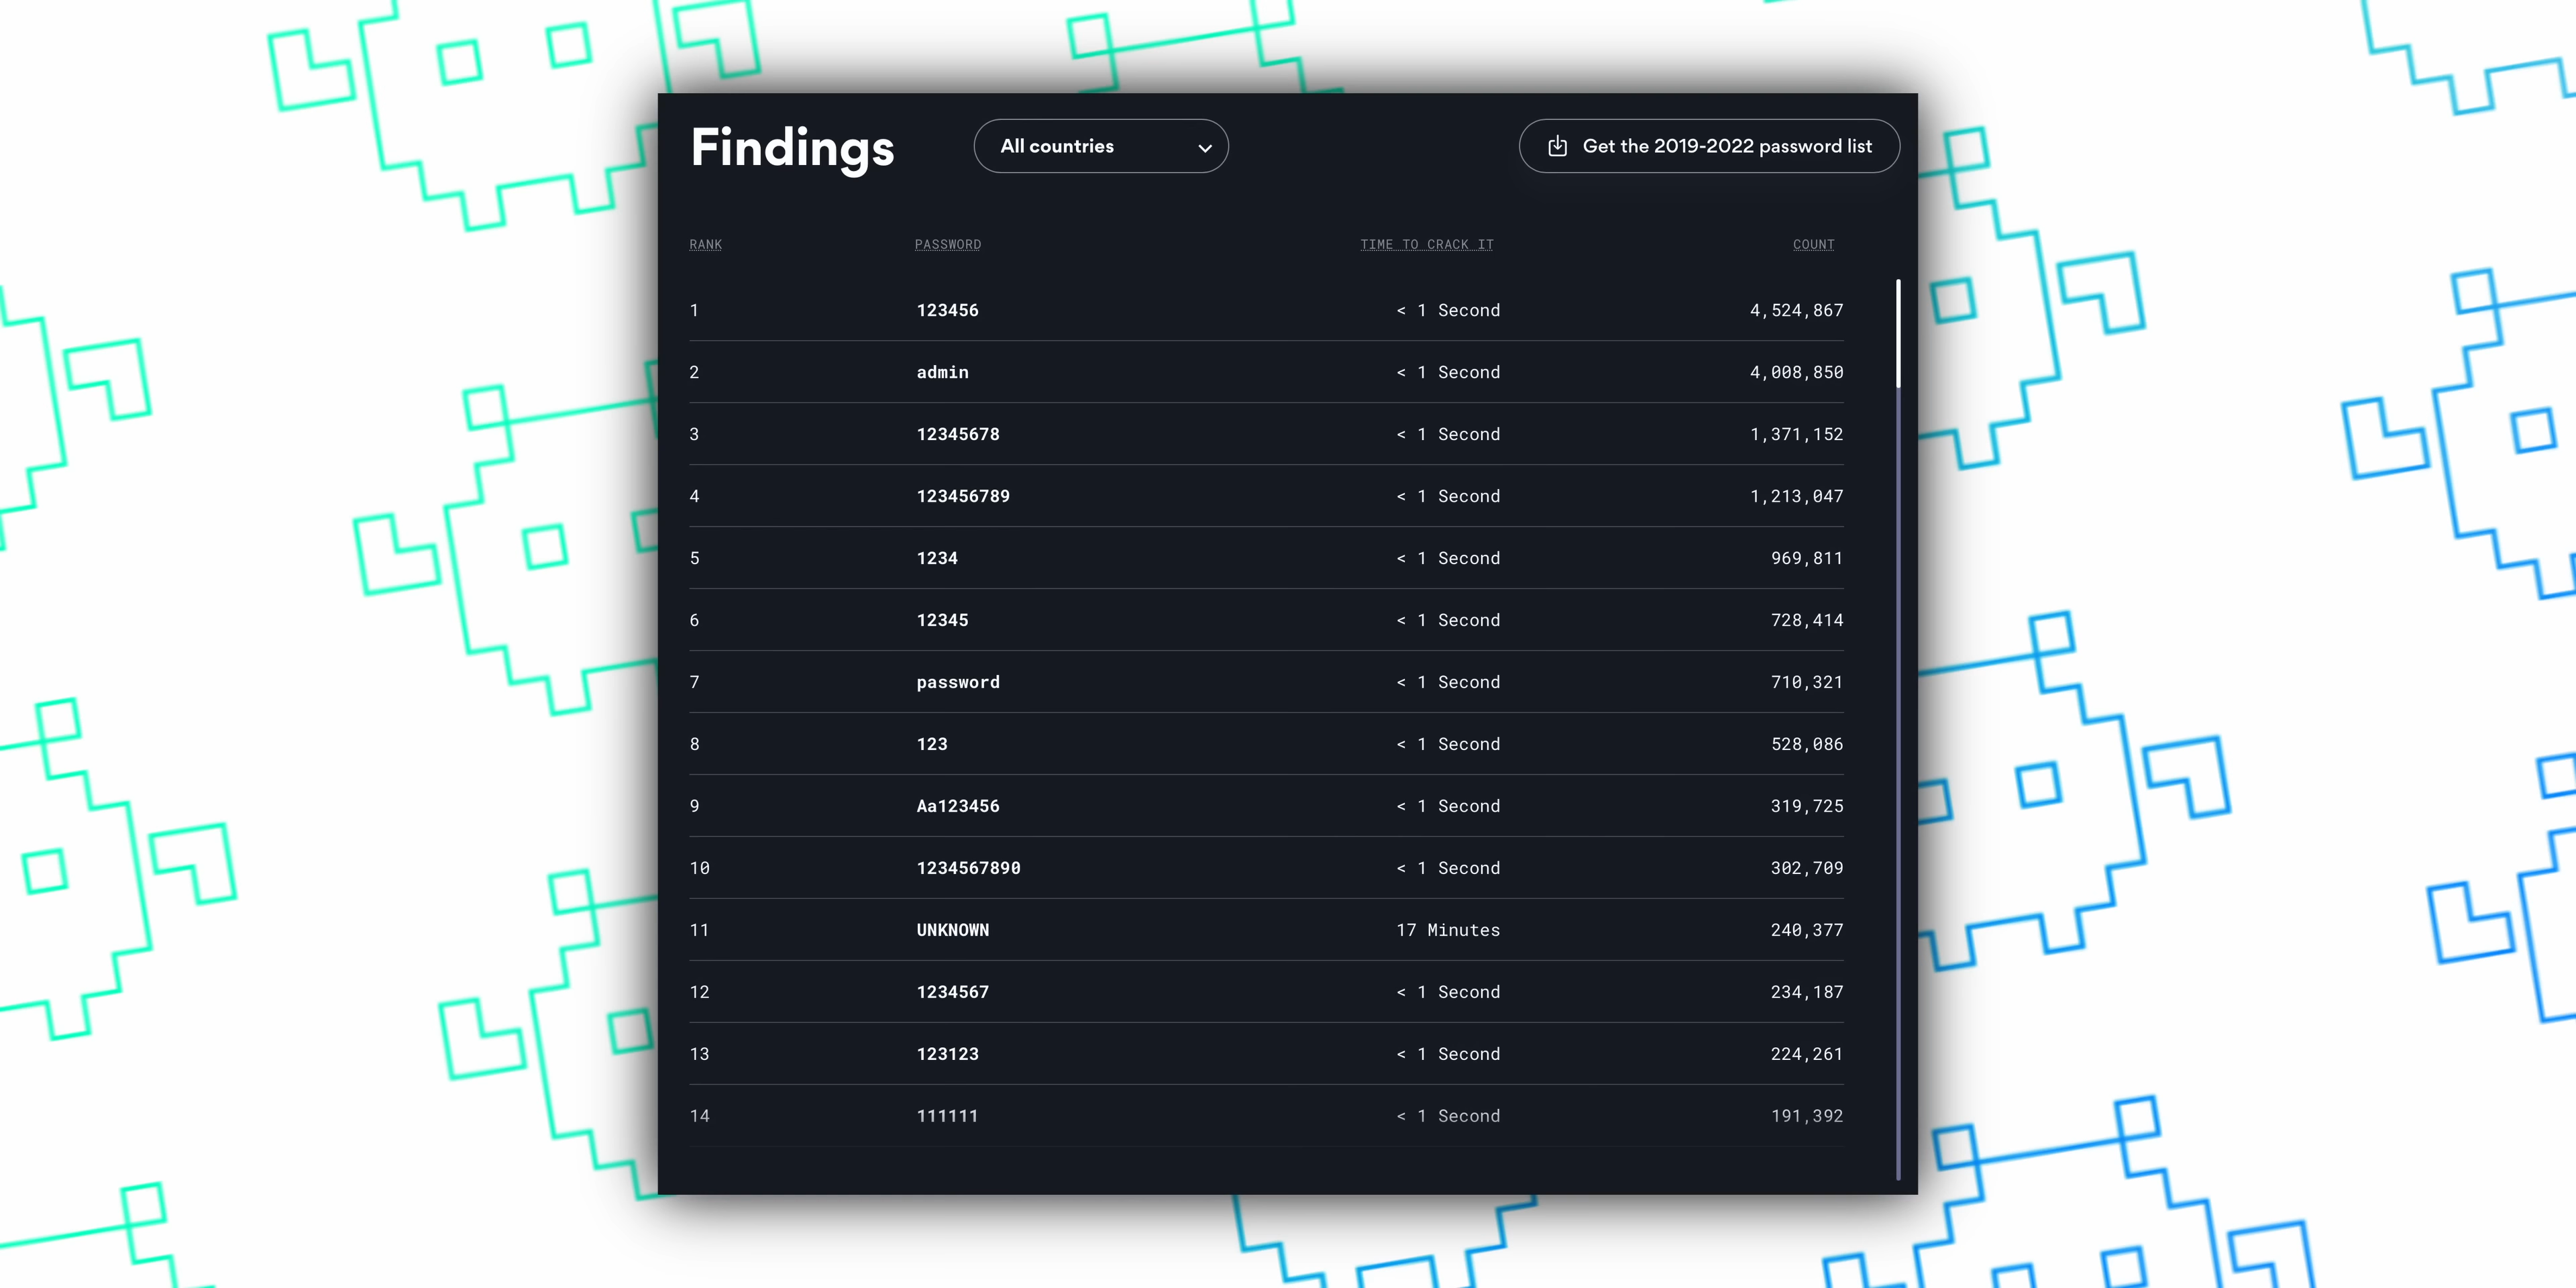 Findings All countries Get the 2019-2022 password list
RANK PASSWORD TIME TO CRACK IT COUNT
1 123456 < 1 Second 4,524,867
2 admin < 1 Second 4,008,850
3 12345678 < 1 Second 1,371,152
4 123456789 < 1 Second 1,213,047
5 1234 < 1 Second 969,811
6 12345 < 1 Second 728,414
7 password < 1 Second 710,321
8 123 < 1 Second 528,086
9 Aa123456 < 1 Second 319,725
10 1234567890 < 1 Second 302,709
11 UNKNOWN 17 Minutes 240,377
12 1234567 < 1 Second 234,187
13 123123 < 1 Second 224,261
14 111111 < 1 Second 191,392